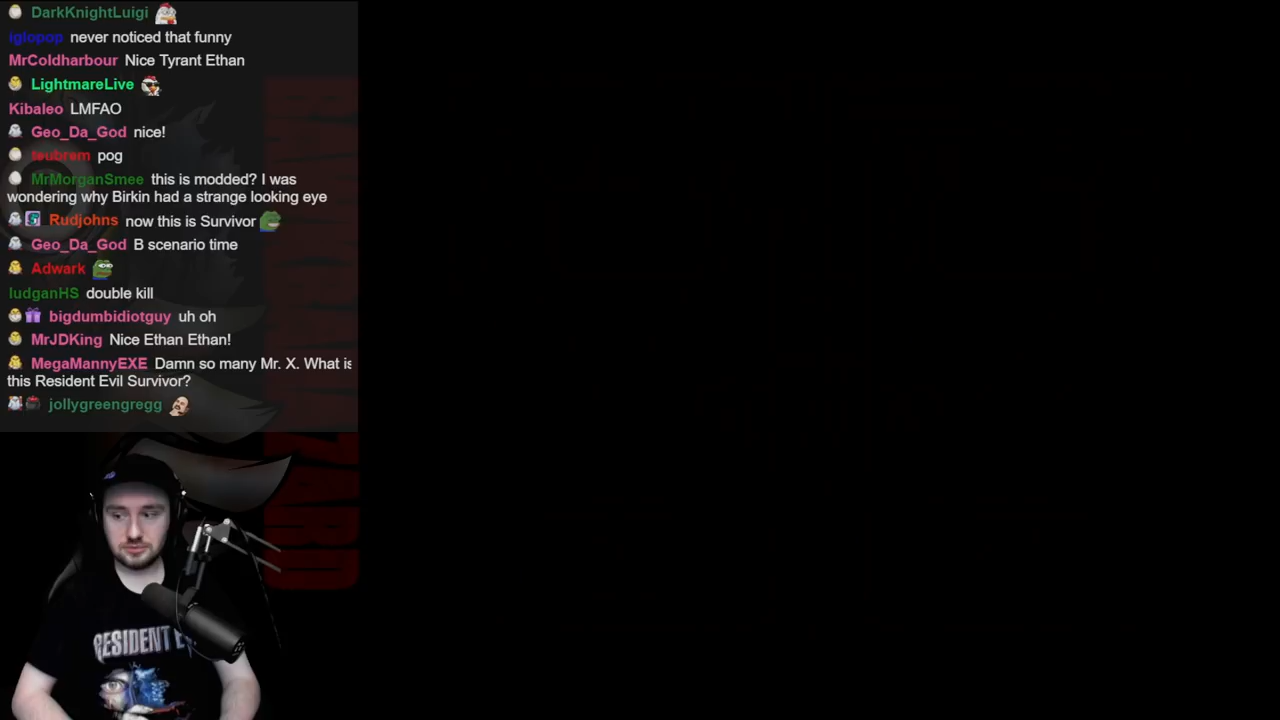 DarkKnightLuigi
iglopop never noticed that funny
MrColdharbour Nice Tyrant Ethan
LightmareLive
Kibaleo LMFAO
Geo_Da_God nice!
teubrem pog
MrMorganSmee this is modded? I was
wondering why Birkin had a strange looking eye
Rudjohns now this is Survivor
Geo_Da_God B scenario time
Adwark
ludganHS double kill
bigdumbidiotguy uh oh
MrJDKing Nice Ethan Ethan!
MegaMannyEXE Damn so many Mr. X. What is
this Resident Evil Survivor?
jollygreengregg
RESIDENT E